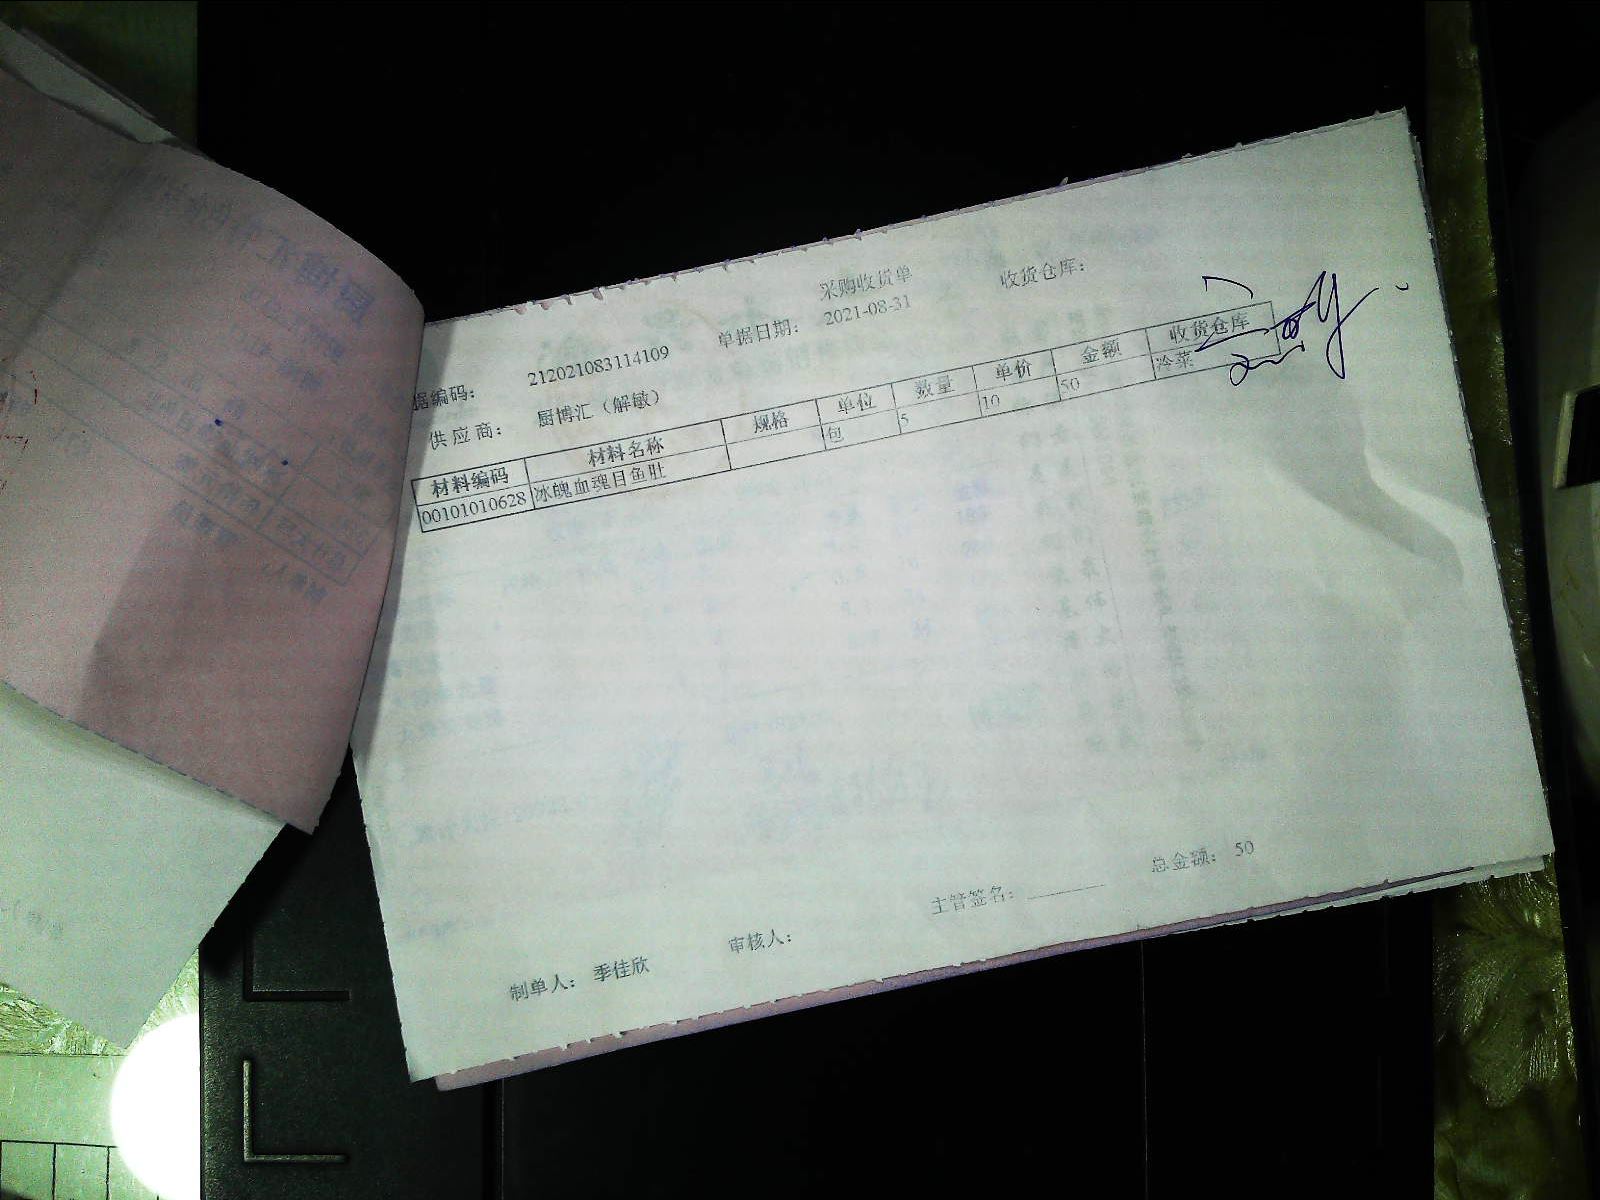 采购收货单
据编码： 212021083114109 单据日期： 2021-08-31 收货仓库：
供应商： 厨博汇（解敏）
材料编码 材料名称 规格 单位 数量 单价 金额 收货仓库
00101010628 冰魄血魂目鱼肚 包 5 10 50 冷菜
制单人： 季佳欣 审核人： 主管签名： 总金额： 50